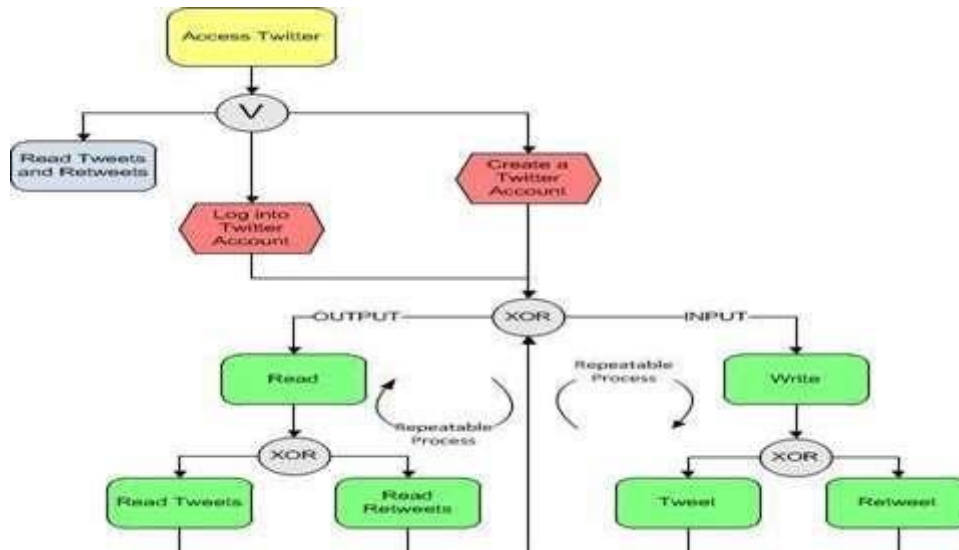 Access Twitter
V
Read Tweets
and Retweets
Create a
Twitter
Account
Log into
Twitter
Account
OUTPUT
XOR
INPUT
Read
Repeatable
Process
Repeatable
Process
Write
XOR
XOR
Read Tweets
Read
Retweets
Tweet
Retweet